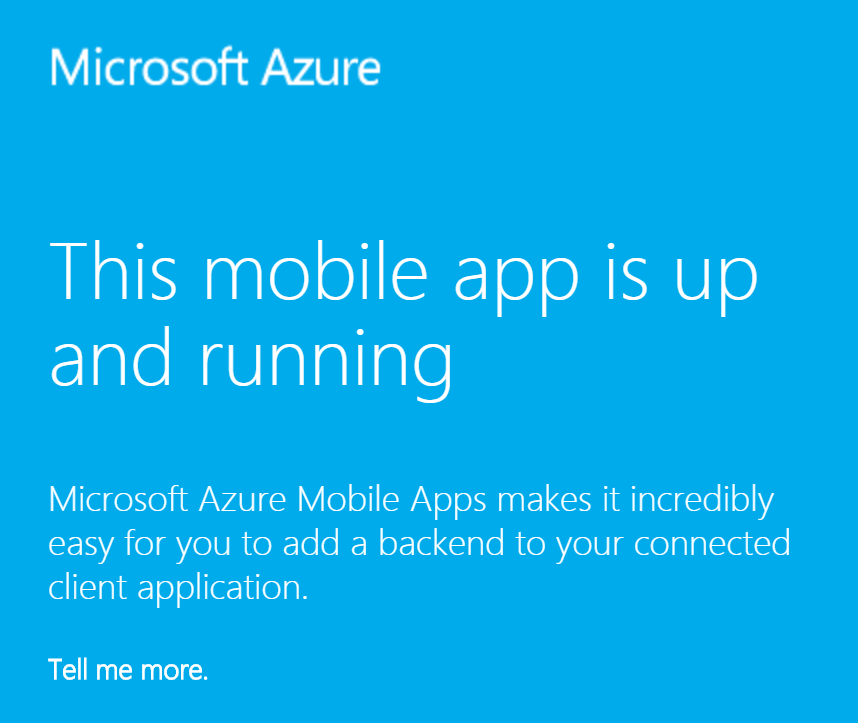 Microsoft Azure
This mobile app is up
and running
Microsoft Azure Mobile Apps makes it incredibly
easy for you to add a backend to your connected
client application.
Tell me more.